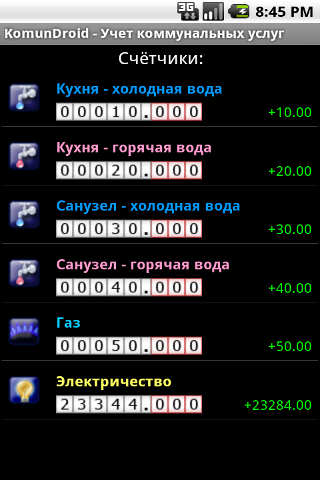 3G 8:45 PM
KomunDroid - Учет коммунальных услуг
Счётчики:
Кухня - холодная вода
00010.000 +10.00
Кухня - горячая вода
00020.000 +20.00
Санузел - холодная вода
00030.000 +30.00
Санузел - горячая вода
00040.000 +40.00
Газ
00050.000 +50.00
Электричество
23344.000 +23284.00